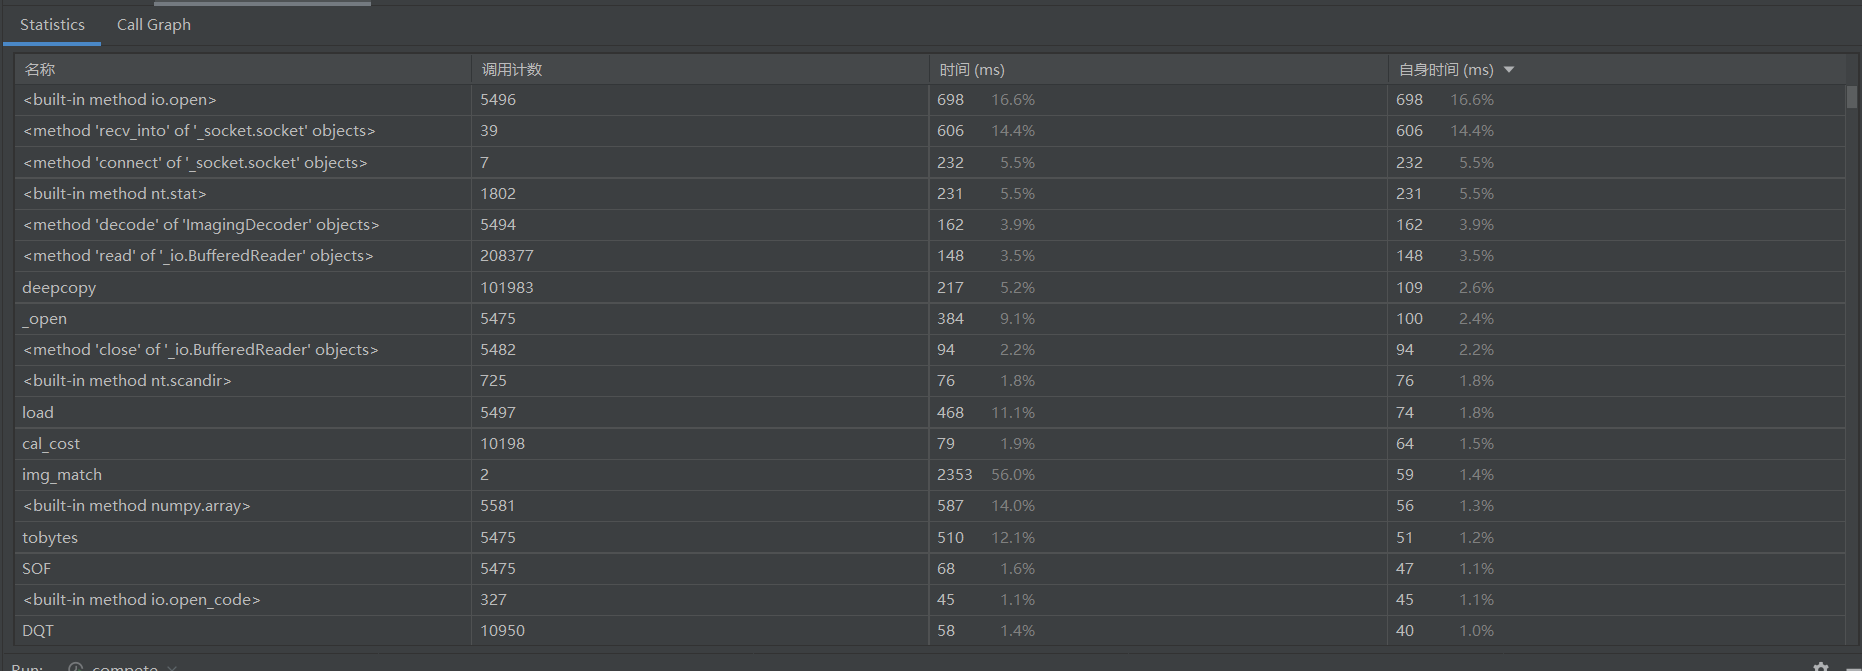 Statistics Call Graph
名称 调用计数 时间 (ms) 自身时间 (ms)
<built-in method io.open> 5496 698 16.6% 698 16.6%
<method 'recv_into' of '_socket.socket' objects> 39 606 14.4% 606 14.4%
<method 'connect' of '_socket.socket' objects> 7 232 5.5% 232 5.5%
<built-in method nt.stat> 1802 231 5.5% 231 5.5%
<method 'decode' of 'ImagingDecoder' objects> 5494 162 3.9% 162 3.9%
<method 'read' of '_io.BufferedReader' objects> 208377 148 3.5% 148 3.5%
deepcopy 101983 217 5.2% 109 2.6%
_open 5475 384 9.1% 100 2.4%
<method 'close' of '_io.BufferedReader' objects> 5482 94 2.2% 94 2.2%
<built-in method nt.scandir> 725 76 1.8% 76 1.8%
load 5497 468 11.1% 74 1.8%
cal_cost 10198 79 1.9% 64 1.5%
img_match 2 2353 56.0% 59 1.4%
<built-in method numpy.array> 5581 587 14.0% 56 1.3%
tobytes 5475 510 12.1% 51 1.2%
SOF 5475 68 1.6% 47 1.1%
<built-in method io.open_code> 327 45 1.1% 45 1.1%
DQT 10950 58 1.4% 40 1.0%
Run: compete